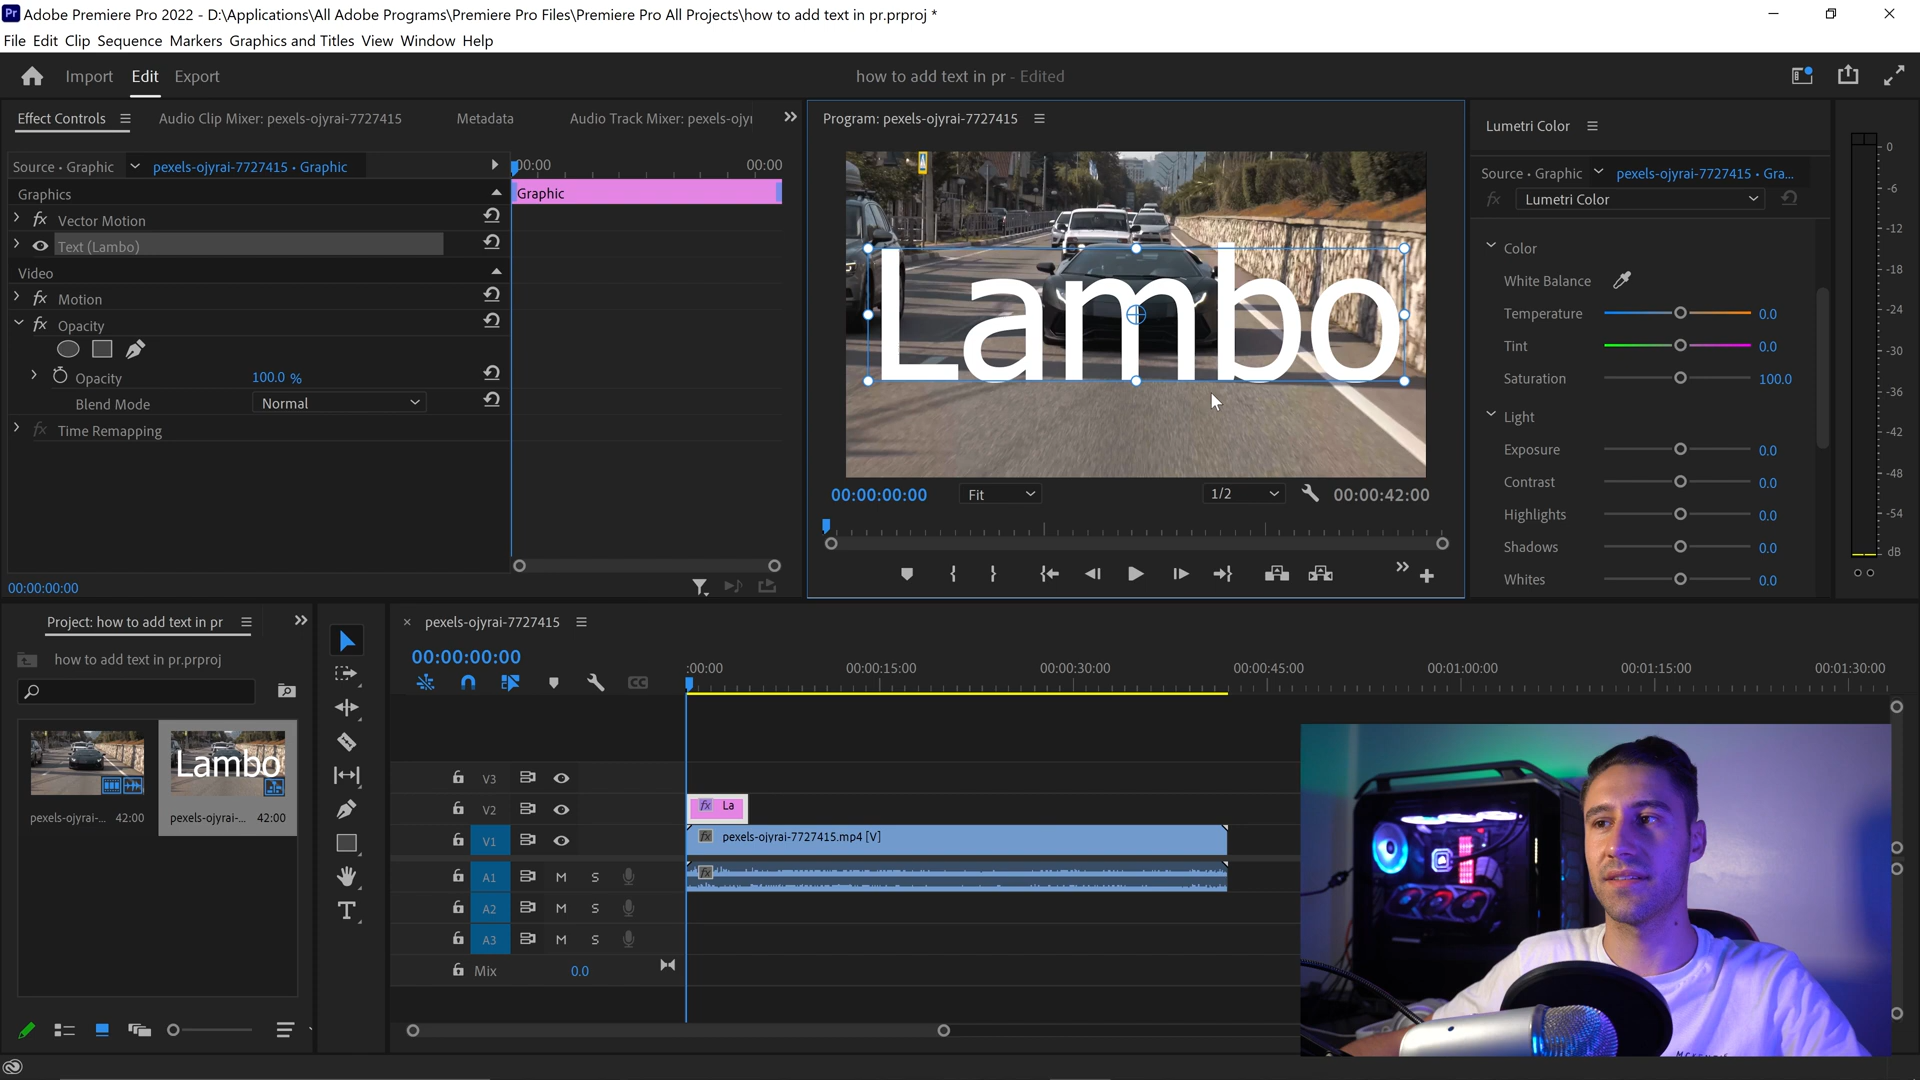 Pr Adobe Premiere Pro 2022 - D:\Applications\All Adobe Programs\Premiere Pro Files\Premiere Pro All Projects\how to add text in pr.prproj *
File Edit Clip Sequence Markers Graphics and Titles View Window Help
Import Edit Export
how to add text in pr - Edited
Effect Controls
Audio Clip Mixer: pexels-ojyrai-7727415
Metadata
Audio Track Mixer: pexels-ojyr
Source • Graphic
pexels-ojyrai-7727415 • Graphic
00:00
00:00
Graphics
Graphic
fx Vector Motion
Text (Lambo)
Video
fx Motion
fx Opacity
Opacity
100.0 %
Blend Mode
Normal
fx Time Remapping
00:00:00:00
Program: pexels-ojyrai-7727415
Lambo
00:00:00:00
Fit
1/2
00:00:42:00
Lumetri Color
Source • Graphic
pexels-ojyrai-7727415 • Gra...
fx
Lumetri Color
Color
White Balance
Temperature
0.0
Tint
0.0
Saturation
100.0
Light
Exposure
0.0
Contrast
0.0
Highlights
0.0
Shadows
0.0
Whites
0.0
0
-6
-12
-18
-24
-30
-36
-42
-48
-54
dB
Project: how to add text in pr
how to add text in pr.prproj
Lambo
pexels-ojyrai-...
42:00
pexels-ojyrai-...
42:00
T
pexels-ojyrai-7727415
00:00:00:00
CC
:00:00
00:00:15:00
00:00:30:00
00:00:45:00
00:01:00:00
00:01:15:00
00:01:30:00
V3
V2
fx La
V1
fx pexels-ojyrai-7727415.mp4 [V]
A1 M S
fx
A2 M S
A3 M S
Mix
0.0